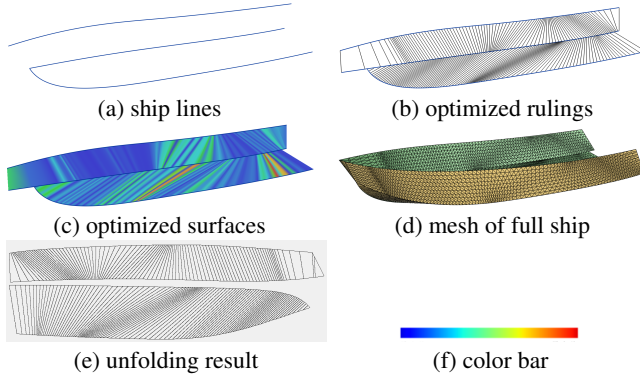 (a) ship lines
(b) optimized rulings
(c) optimized surfaces
(d) mesh of full ship
(e) unfolding result
(f) color bar